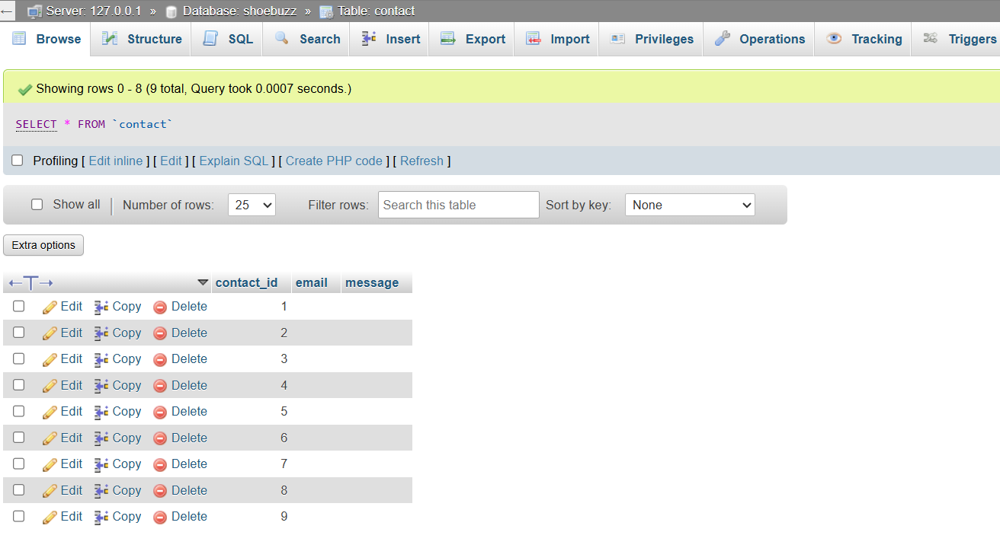 Server: 127.0.0.1 » Database: shoebuzz » Table: contact
Browse Structure SQL Search Insert Export Import Privileges Operations Tracking Triggers
Showing rows 0 - 8 (9 total, Query took 0.0007 seconds.)
SELECT * FROM `contact`
Profiling [ Edit inline ] [ Edit ] [ Explain SQL ] [ Create PHP code ] [ Refresh ]
Show all | Number of rows: 25 Filter rows: Search this table Sort by key: None
Extra options
←T→ contact_id email message
Edit Copy Delete 1
Edit Copy Delete 2
Edit Copy Delete 3
Edit Copy Delete 4
Edit Copy Delete 5
Edit Copy Delete 6
Edit Copy Delete 7
Edit Copy Delete 8
Edit Copy Delete 9